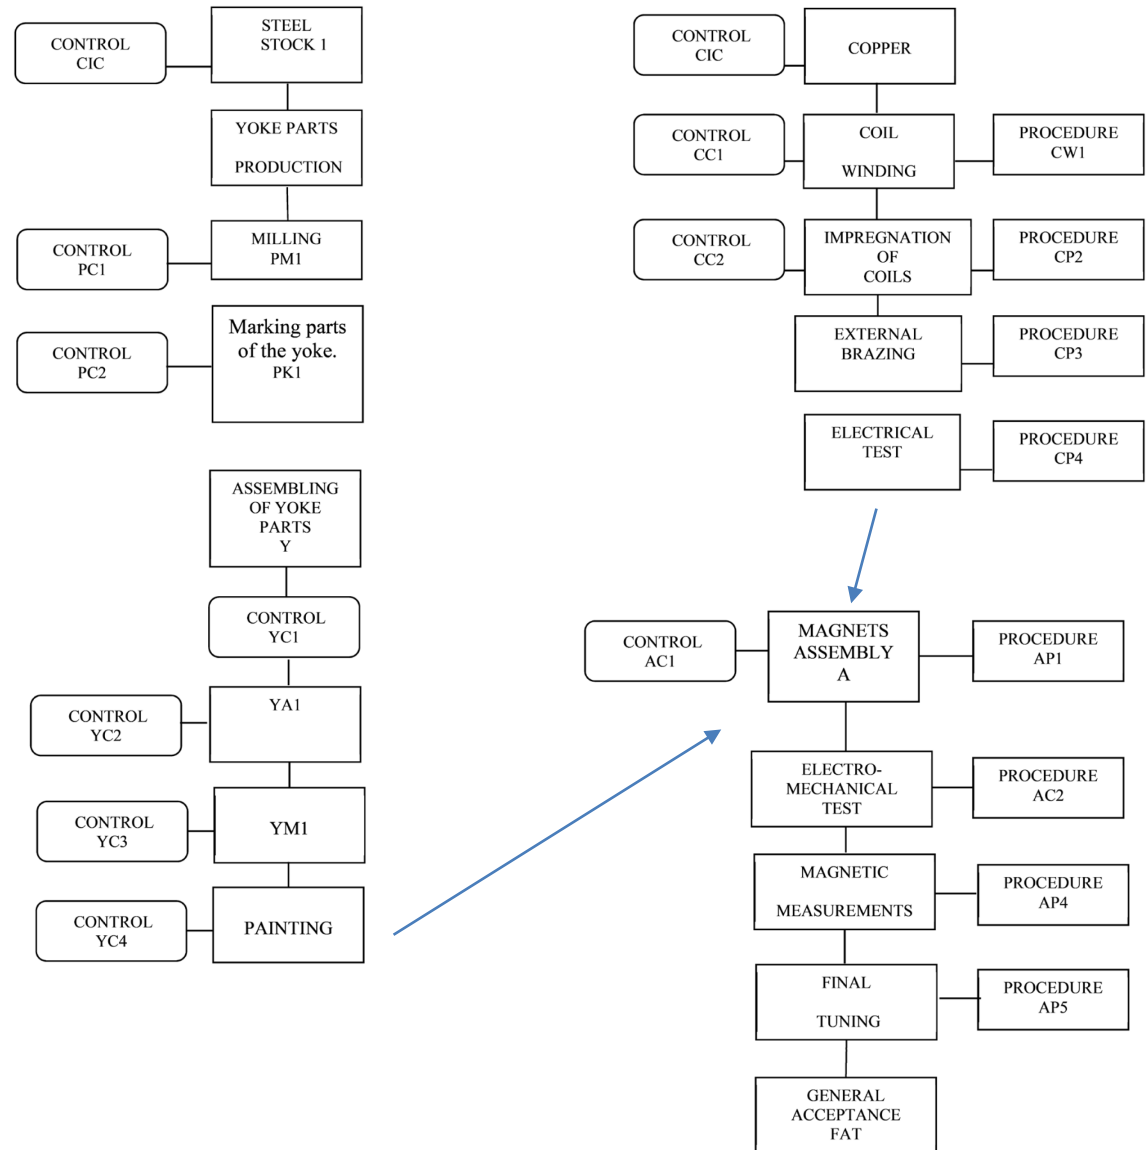 CONTROL
CIC
STEEL
STOCK 1
YOKE PARTS
PRODUCTION
CONTROL
PC1
MILLING
PM1
CONTROL
PC2
Marking parts
of the yoke.
PK1
ASSEMBLING
OF YOKE
PARTS
Y
CONTROL
YC1
CONTROL
YC2
YA1
CONTROL
YC3
YM1
CONTROL
YC4
PAINTING
CONTROL
CIC
COPPER
CONTROL
CC1
COIL
WINDING
PROCEDURE
CW1
CONTROL
CC2
IMPREGNATION
OF
COILS
PROCEDURE
CP2
EXTERNAL
BRAZING
PROCEDURE
CP3
ELECTRICAL
TEST
PROCEDURE
CP4
CONTROL
AC1
MAGNETS
ASSEMBLY
A
PROCEDURE
AP1
ELECTRO-
MECHANICAL
TEST
PROCEDURE
AC2
MAGNETIC
MEASUREMENTS
PROCEDURE
AP4
FINAL
TUNING
PROCEDURE
AP5
GENERAL
ACCEPTANCE
FAT